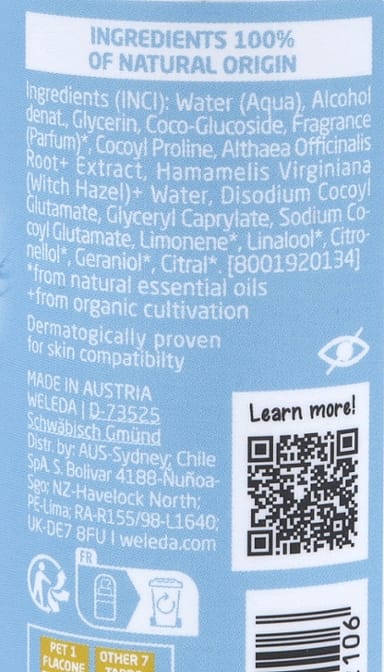 INGREDIENTS 100%
OF NATURAL ORIGIN
Ingredients (INCI): Water (Aqua), Alcohol
denat., Glycerin, Coco-Glucoside, Fragrance
(Parfum)*, Cocoyl Proline, Althaea Officinalis
Root+ Extract, Hamamelis Virginiana
(Witch Hazel)+ Water, Disodium Cocoyl
Glutamate, Glyceryl Caprylate, Sodium Co-
coyl Glutamate, Limonene*, Linalool*, Citro-
nellol*, Geraniol*, Citral*. [8001920134]
*from natural essential oils
+from organic cultivation
Dermatogically proven
for skin compatibilty
MADE IN AUSTRIA
WELEDA | D-73525
Schwäbisch Gmünd
Distr. by: AUS-Sydney; Chile
SpA. S. Bolivar 4188-Ñuñoa-
Sgo; NZ-Havelock North;
PE-Lima; RA-R155/98-L1640;
UK-DE7 8FU | weleda.com
Learn more!
FR
PET 1
FLACONE
OTHER 7
106